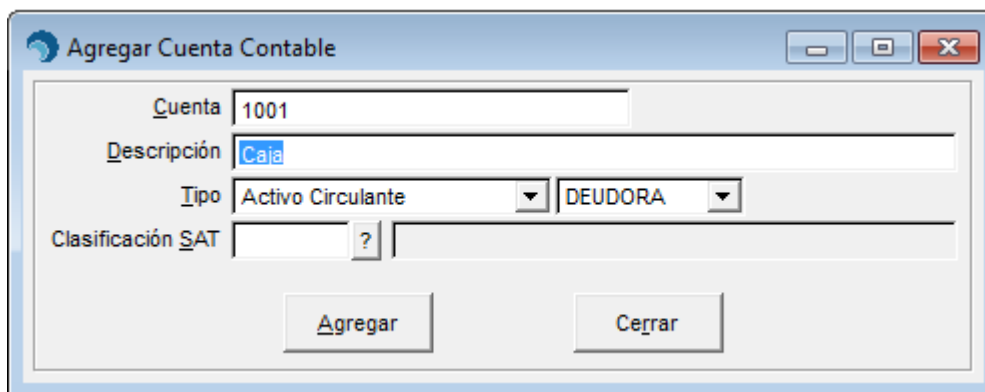 Agregar Cuenta Contable
Cuenta 1001
Descripción Caja
Tipo Activo Circulante DEUDORA
Clasificación SAT ?
Agregar Cerrar